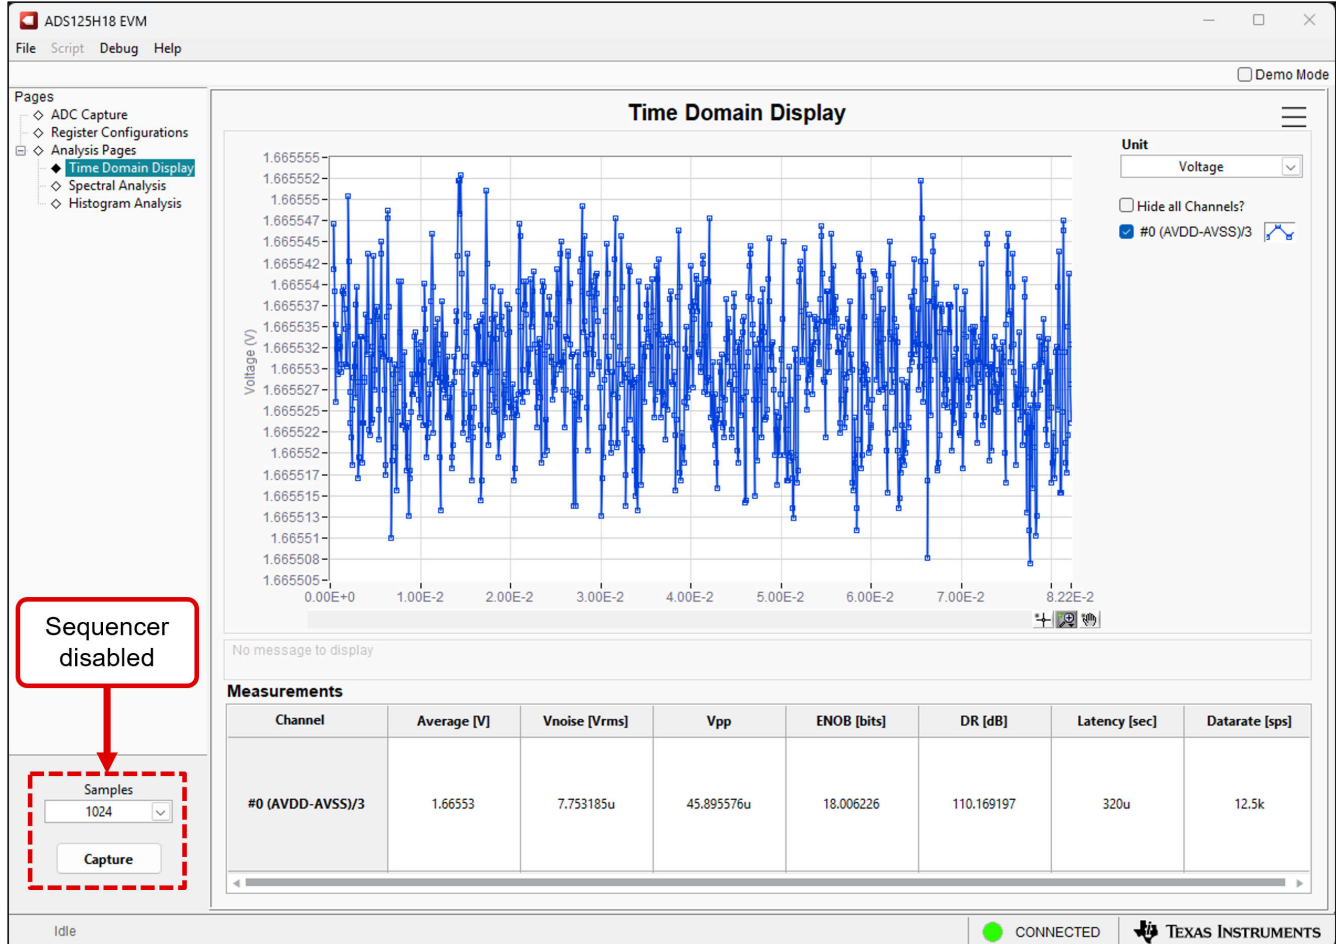 ADS125H18 EVM
File Script Debug Help
Demo Mode
Pages
ADC Capture
Register Configurations
Analysis Pages
Time Domain Display
Spectral Analysis
Histogram Analysis
Time Domain Display
Unit
Voltage
Hide all Channels?
#0 (AVDD-AVSS)/3
Voltage (V)
1.665555
1.665552
1.66555
1.665547
1.665545
1.665542
1.66554
1.665537
1.665535
1.665532
1.66553
1.665527
1.665525
1.665522
1.66552
1.665517
1.665515
1.665513
1.66551
1.665508
1.665505
0.00E+0 1.00E-2 2.00E-2 3.00E-2 4.00E-2 5.00E-2 6.00E-2 7.00E-2 8.22E-2
Sequencer
disabled
No message to display
Measurements
Channel Average [V] Vnoise [Vrms] Vpp ENOB [bits] DR [dB] Latency [sec] Datarate [sps]
#0 (AVDD-AVSS)/3 1.66553 7.753185u 45.895576u 18.006226 110.169197 320u 12.5k
Samples
1024
Capture
Idle
CONNECTED
TEXAS INSTRUMENTS